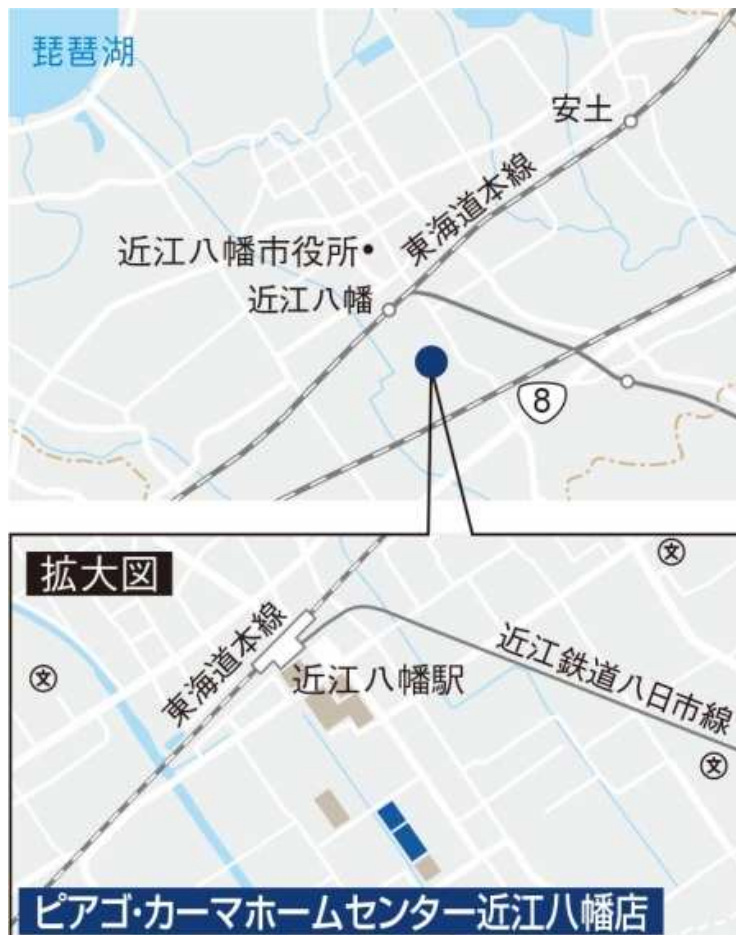 琵琶湖
安土
東海道本線
近江八幡市役所
近江八幡
8
拡大図
文
東海道本線
近江八幡駅
文
近江鉄道八日市線
文
ピアゴ・カーマホームセンター近江八幡店